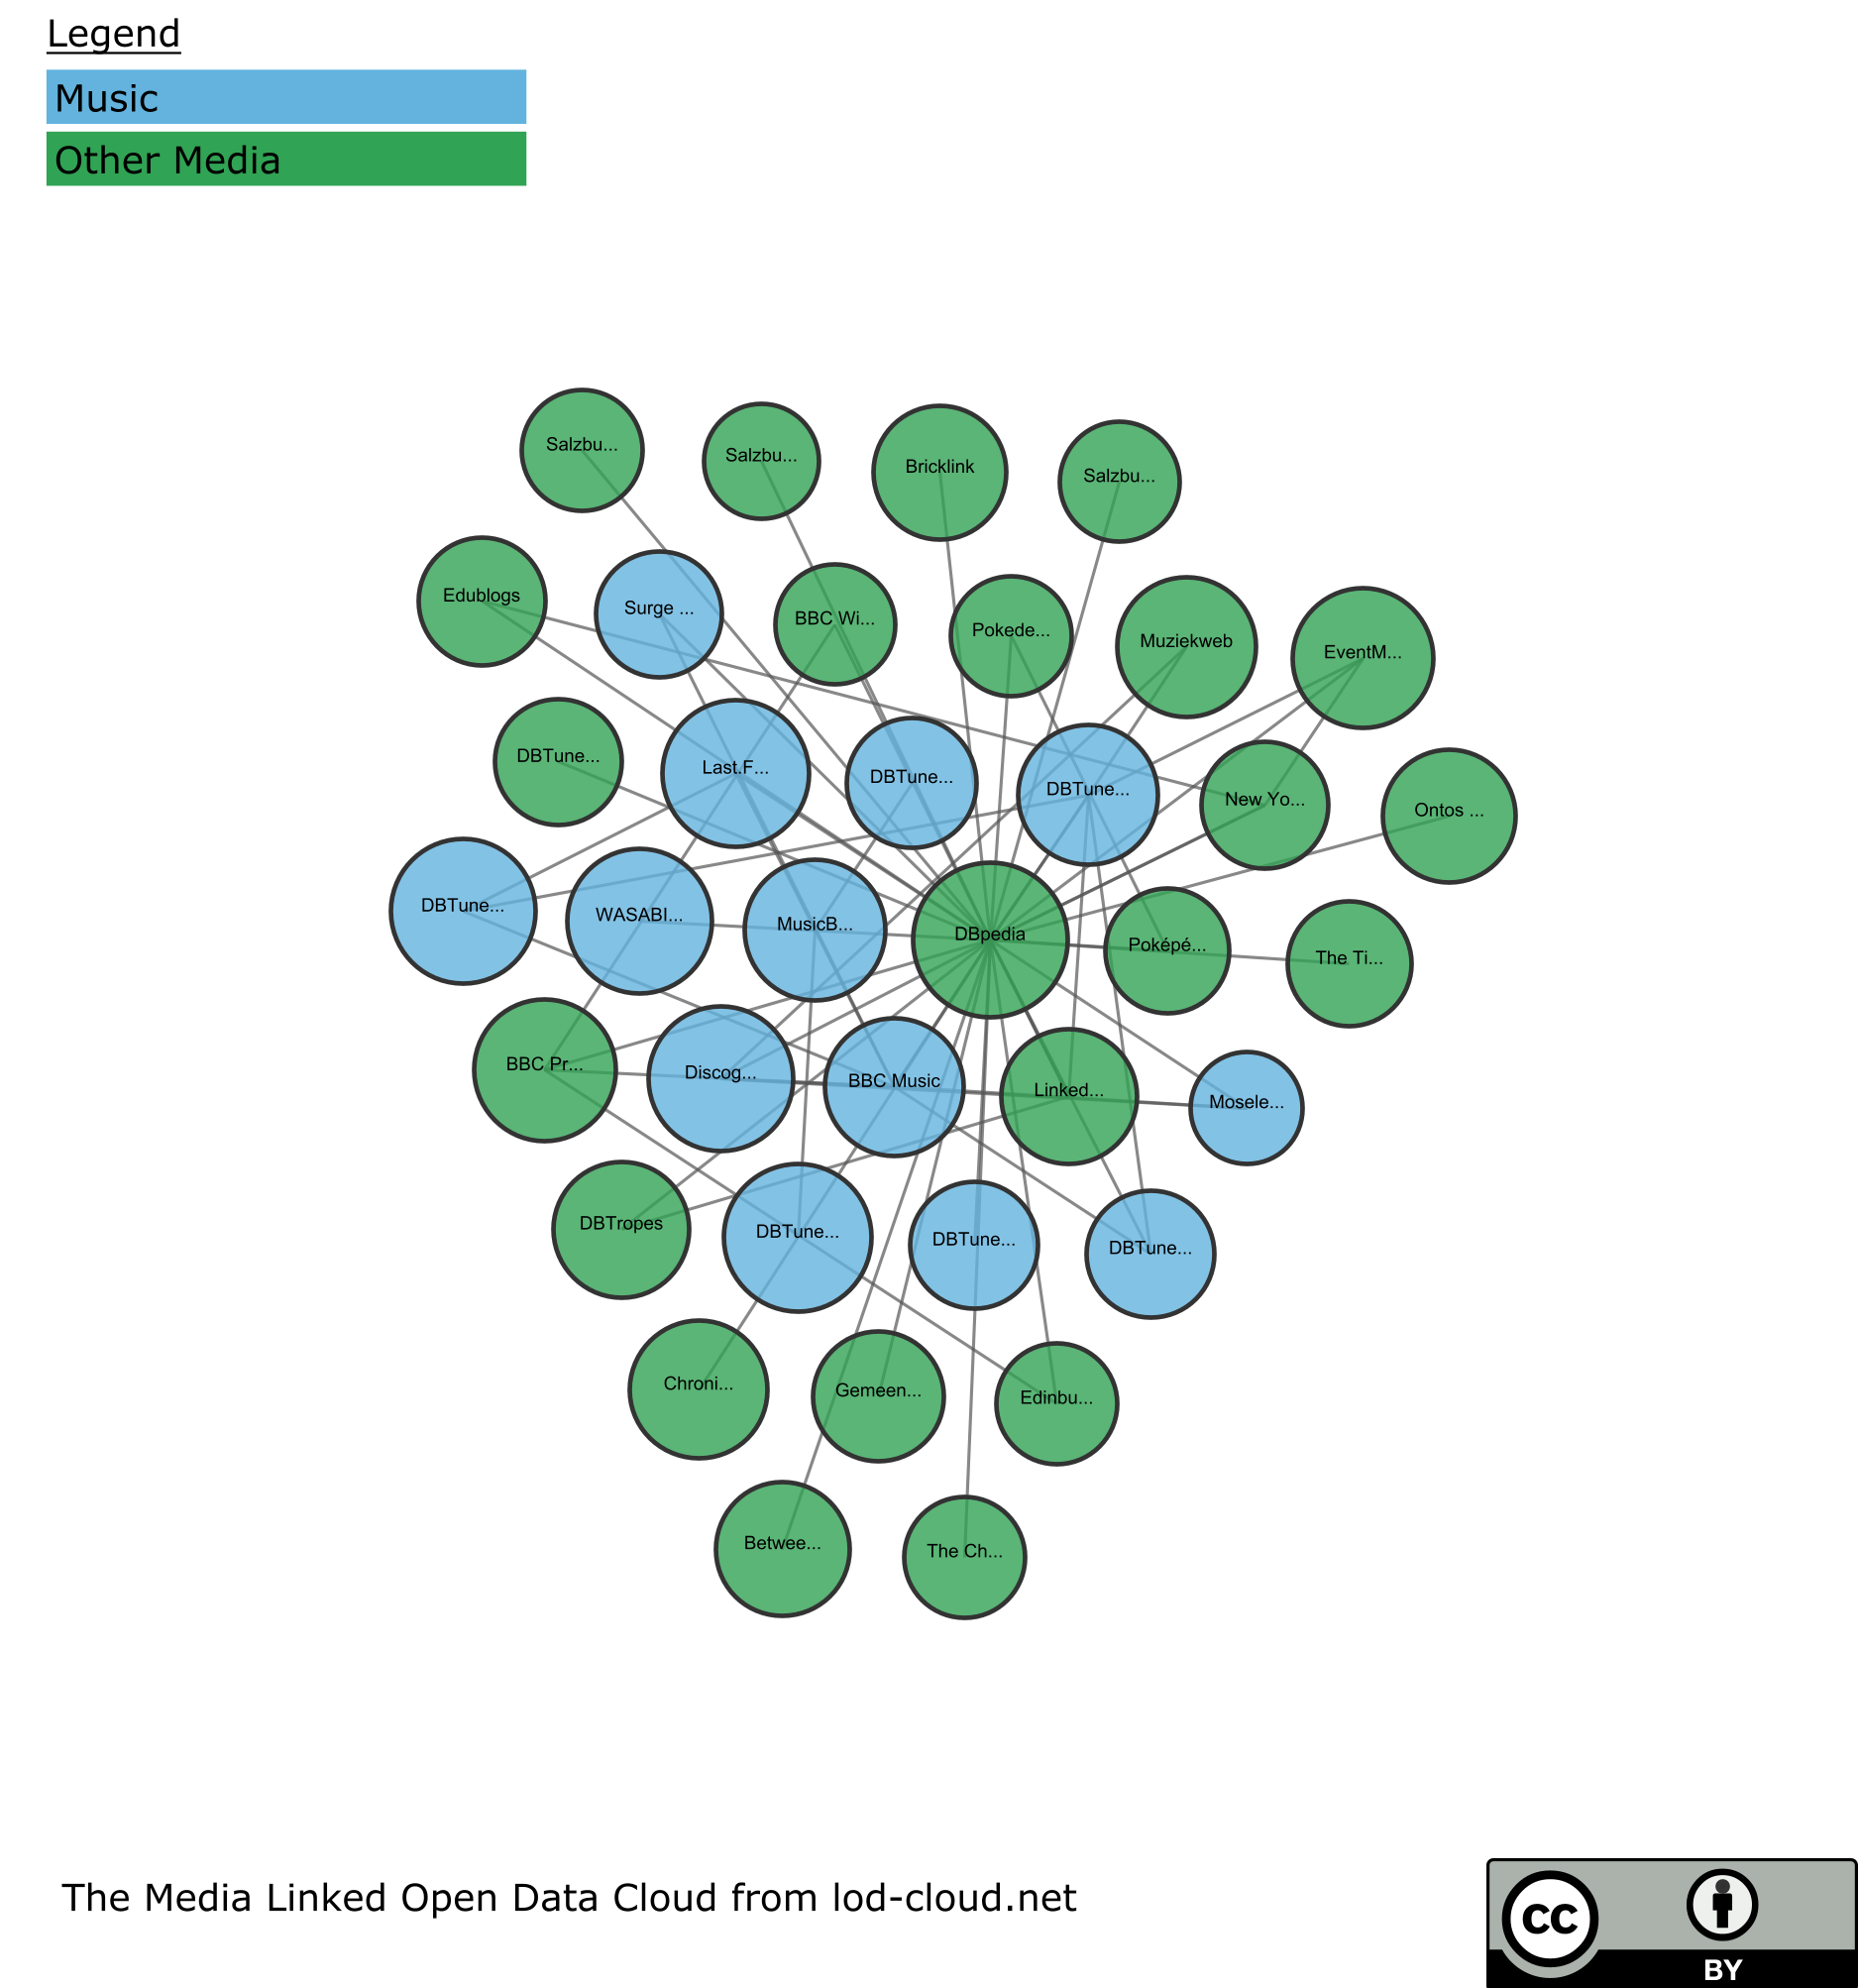 Legend
Music
Other Media
Salzbu...
Salzbu...
Bricklink
Salzbu...
Edublogs
Surge ...
BBC Wi...
Pokede...
Muziekweb
EventM...
DBTune...
Last.F...
DBTune...
DBTune...
New Yo...
Ontos ...
DBTune...
WASABI...
MusicB...
DBpedia
Poképé...
The Ti...
BBC Pr...
Discog...
BBC Music
Linked...
Mosele...
DBTropes
DBTune...
DBTune...
DBTune...
Chroni...
Gemeen...
Edinbu...
Betwee...
The Ch...
The Media Linked Open Data Cloud from lod-cloud.net
cc
BY